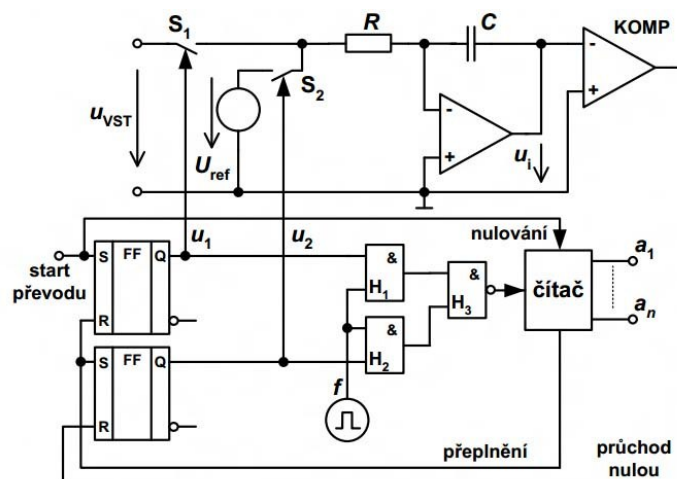 S1
R
C
KOMP
-
+
uVST
S2
Uref
-
+
ui
u1
u2
nulování
start
převodu
S FF Q
R
&
H1
&
H3
čítač
a1
an
S FF Q
R
&
H2
f
přeplnění
průchod
nulou